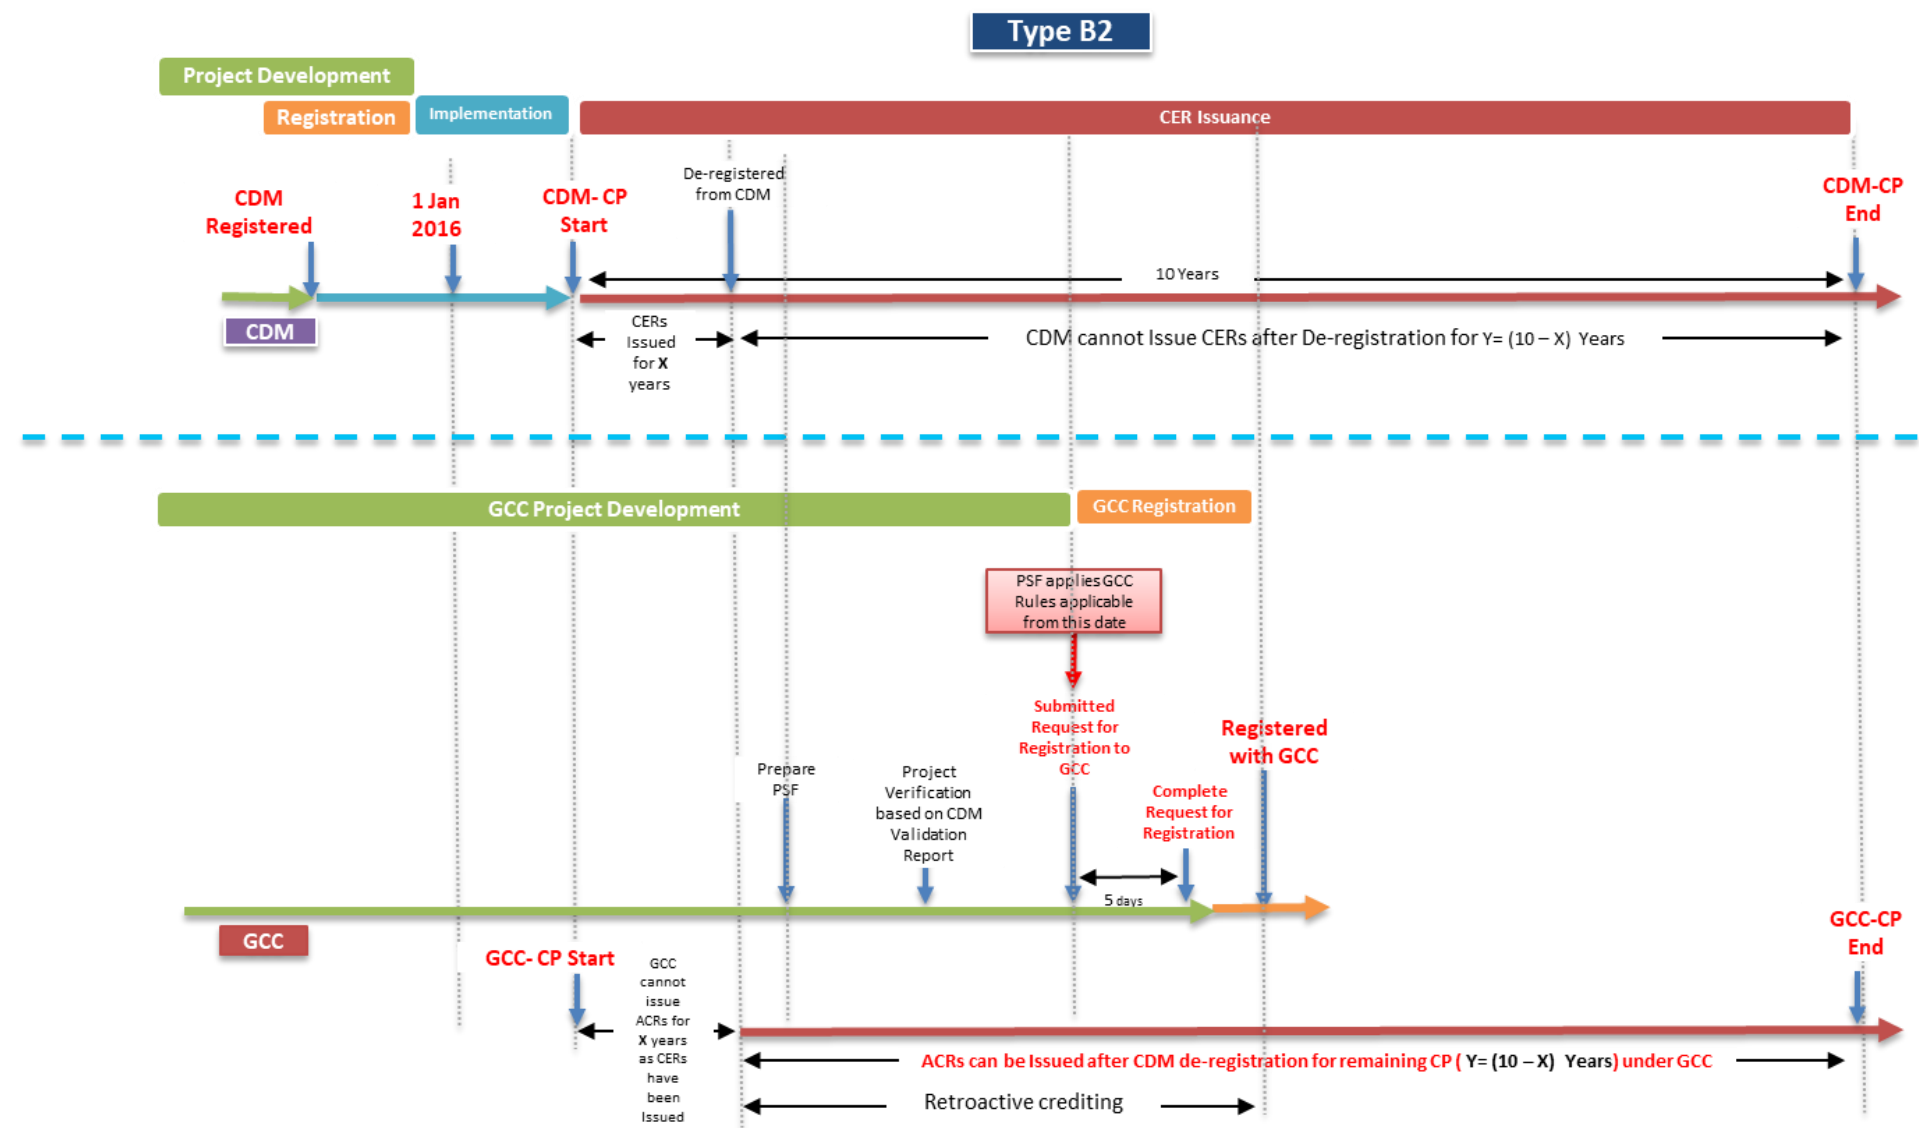 Type B2
Project Development
Registration
Implementation
CER Issuance
De-registered
from CDM
CDM
Registered
1 Jan
2016
CDM- CP
Start
CDM-CP
End
10 Years
CDM
CERs
Issued
for X
years
CDM cannot Issue CERs after De-registration for Y= (10 – X) Years
GCC Project Development
GCC Registration
PSF applies GCC
Rules applicable
from this date
Submitted
Request for
Registration to
GCC
Registered
with GCC
Prepare
PSF
Project
Verification
based on CDM
Validation
Report
Complete
Request for
Registration
5 days
GCC
GCC- CP Start
GCC
cannot
issue
ACRs for
X years
as CERs
have
been
Issued
GCC-CP
End
ACRs can be Issued after CDM de-registration for remaining CP ( Y= (10 – X) Years) under GCC
Retroactive crediting